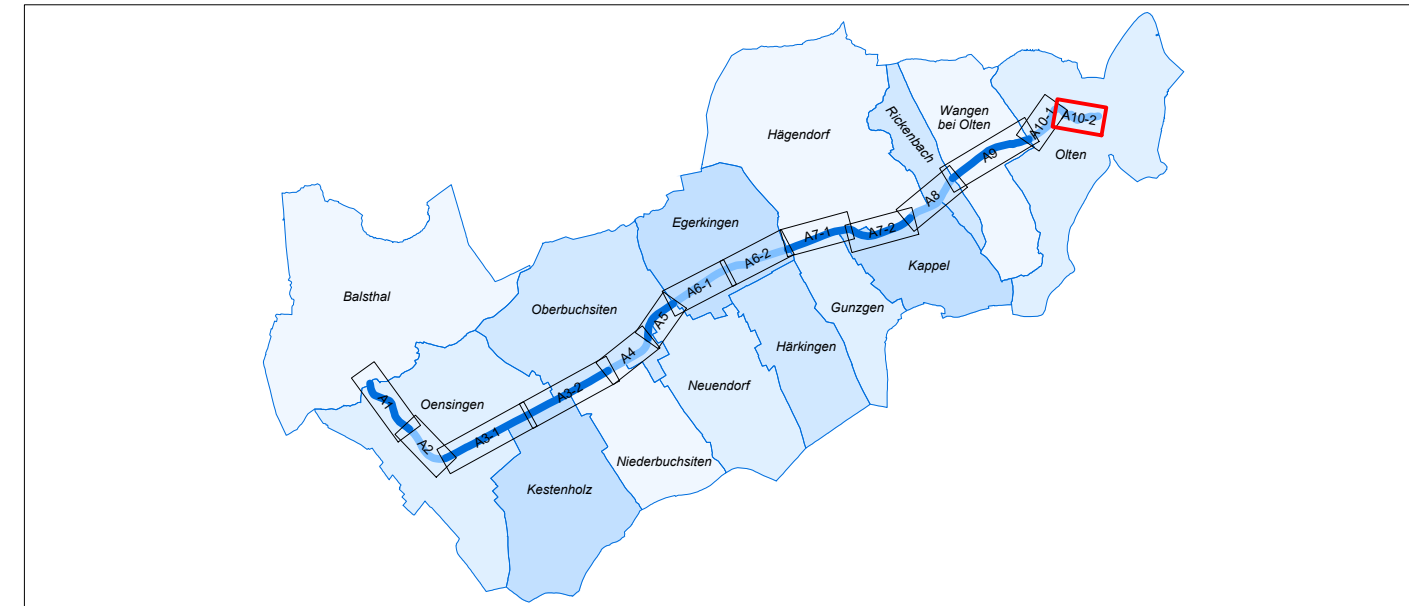 Hägendorf
Rickenbach
Wangen
bei Olten
A10-1
A10-2
Olten
A9
A8
Egerkingen
A7-1
A7-2
Kappel
A6-2
A6-1
Gunzgen
Balsthal
Oberbuchsiten
A5
Härkingen
A4
Neuendorf
A3-2
Oensingen
A1
A2
A3-1
Niederbuchsiten
Kestenholz